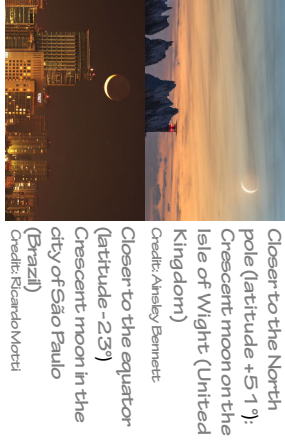 Closer to the North
pole (latitude +51°):
Crescent moon on the
Isle of Wight (United
Kingdom)
Credit: Ainsley Bennett
Closer to the equator
(latitude -23°)
Crescent moon in the
city of São Paulo
(Brazil)
Credit: Ricardo Motti